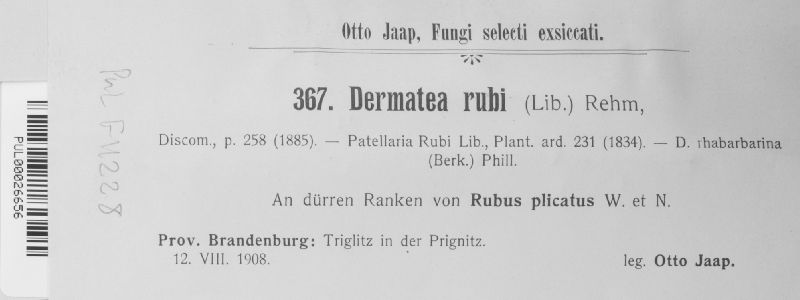 Otto Jaap, Fungi selecti exsiccati.
367. Dermatea rubi (Lib.) Rehm,
Discom., p. 258 (1885). — Patellaria Rubi Lib., Plant. ard. 231 (1834). — D. rhabarbarina
(Berk.) Phill.
An dürren Ranken von Rubus plicatus W. et N.
Prov. Brandenburg: Triglitz in der Prignitz.
12. VIII. 1908.
leg. Otto Jaap.
PUL00026656
PUL F11228